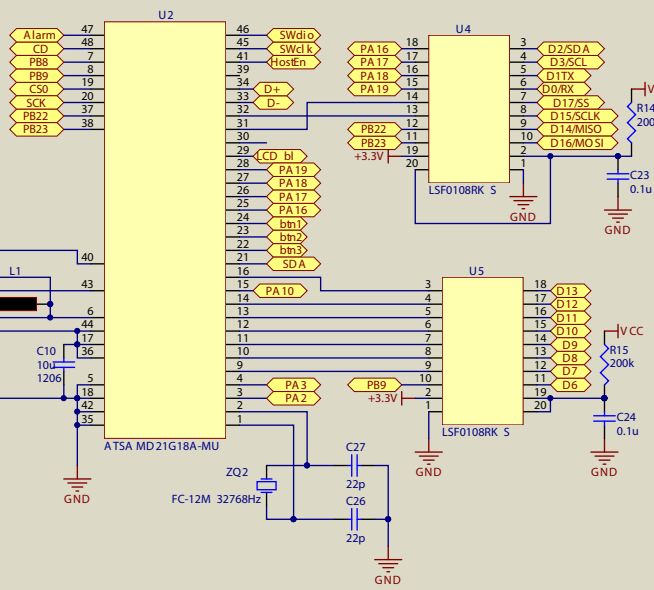 U2
U4
Alarm 47
CD 48
PB8 7
PB9 8
CS0 19
SCK 20
PB22 37
PB23 38
46 SWdio
45 SWclk
41 HostEn
39
34 D+
33 D-
32
31
30
29 LCD_bl
28 PA19
27 PA18
26 PA17
25 PA16
24 btn1
23 btn2
22 btn3
21 SDA
16
15 PA10
14
13
12
11
10
9
4 PA3
3 PA2
2
1
40
43
6
44
17
36
5
18
42
35
L1
C10
10u
1206
GND
ATSAMD21G18A-MU
PA16 18
PA17 17
PA18 16
PA19 15
14
13
PB22 12
PB23 11
+3.3V 19
20
3 D2/SDA
4 D3/SCL
5 D1TX
6 D0/RX
7 D17/SS
8 D15/SCLK
9 D14/MISO
10 D16/MOSI
2
1
LSF0108RK S
GND
V
R14
200
C23
0.1u
GND
U5
3
4
5
6
7
8
9
PB9 10
+3.3V 2
1
18 D13
17 D12
16 D11
15 D10
14 D9
13 D8
12 D7
11 D6
19
20
LSF0108RK S
GND
VCC
R15
200k
C24
0.1u
GND
ZQ2
FC-12M 32768Hz
C27
22p
C26
22p
GND